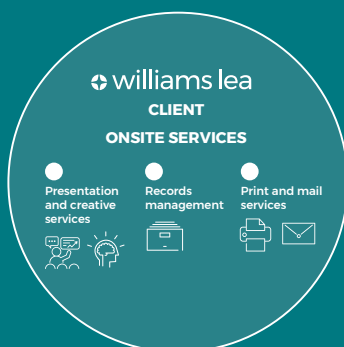 williams lea
CLIENT
ONSITE SERVICES
Presentation
and creative
services
Records
management
Print and mail
services